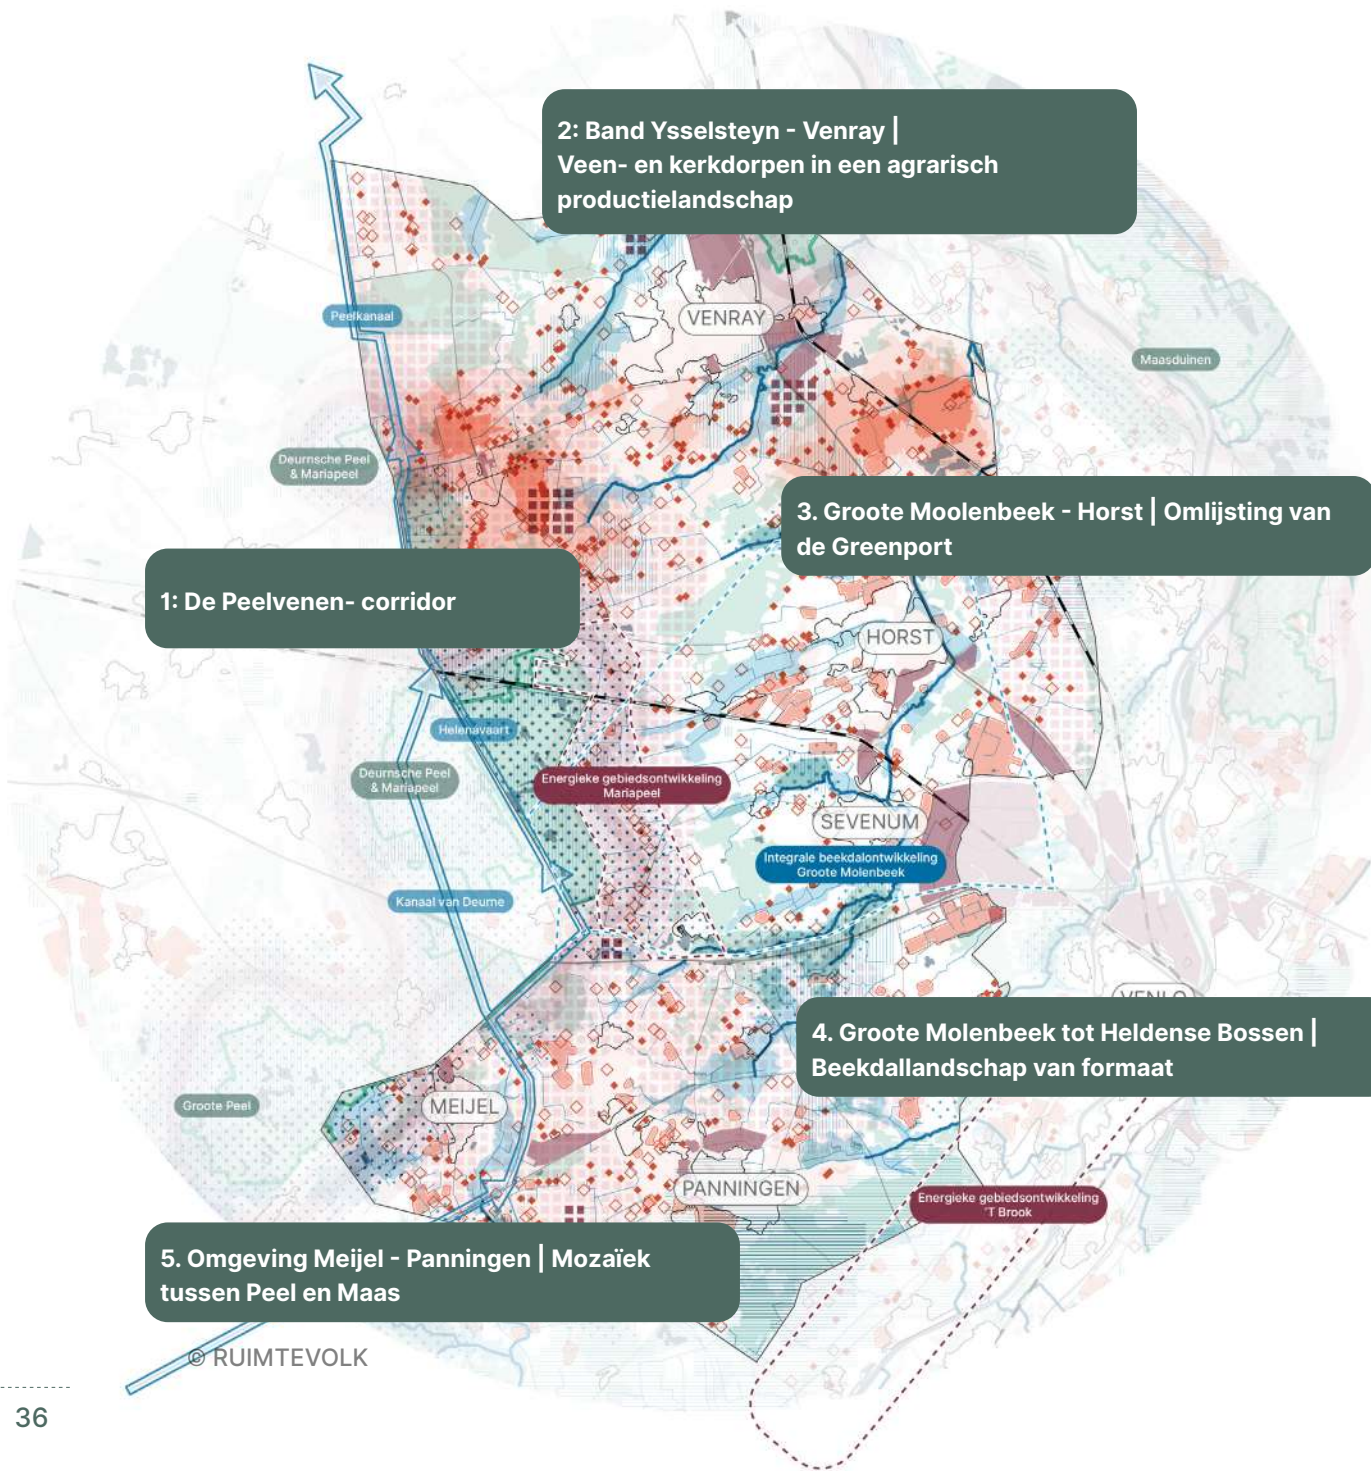 2: Band Ysselsteyn - Venray |
Veen- en kerkdorpen in een agrarisch
productielandschap
Peelkanaal
VENRAY
Maasduinen
Deurnsche Peel
& Mariapeel
3. Groote Moolenbeek - Horst | Omlijsting van
de Greenport
1: De Peelvenen- corridor
HORST
Helenavaart
Deurnsche Peel
& Mariapeel
Energieke gebiedsontwikkeling
Mariapeel
SEVENUM
Integrale beekdalontwikkeling
Groote Molenbeek
Kanaal van Deurne
VENLO
4. Groote Molenbeek tot Heldense Bossen |
Beekdallandschap van formaat
Groote Peel
MEIJEL
PANNINGEN
Energieke gebiedsontwikkeling
'T Brook
5. Omgeving Meijel - Panningen | Mozaïek
tussen Peel en Maas
© RUIMTEVOLK
36